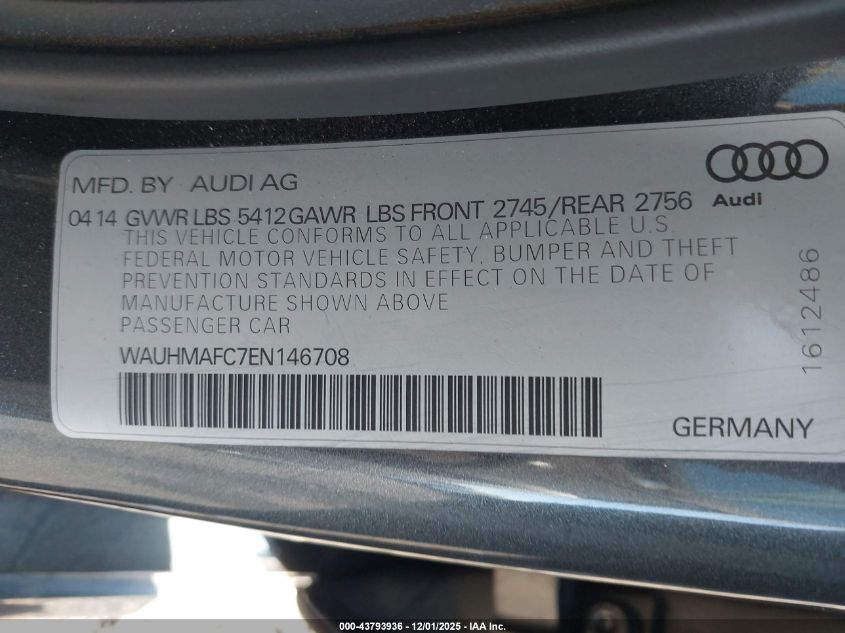 MFD. BY AUDI AG
Audi
04 14 GVWR LBS 5412 GAWR LBS FRONT 2745/REAR 2756
THIS VEHICLE CONFORMS TO ALL APPLICABLE U.S.
FEDERAL MOTOR VEHICLE SAFETY, BUMPER AND THEFT
PREVENTION STANDARDS IN EFFECT ON THE DATE OF
MANUFACTURE SHOWN ABOVE
PASSENGER CAR
WAUHMAFC7EN146708
1612486
GERMANY
000-43793936 - 12/01/2025 - IAA Inc.